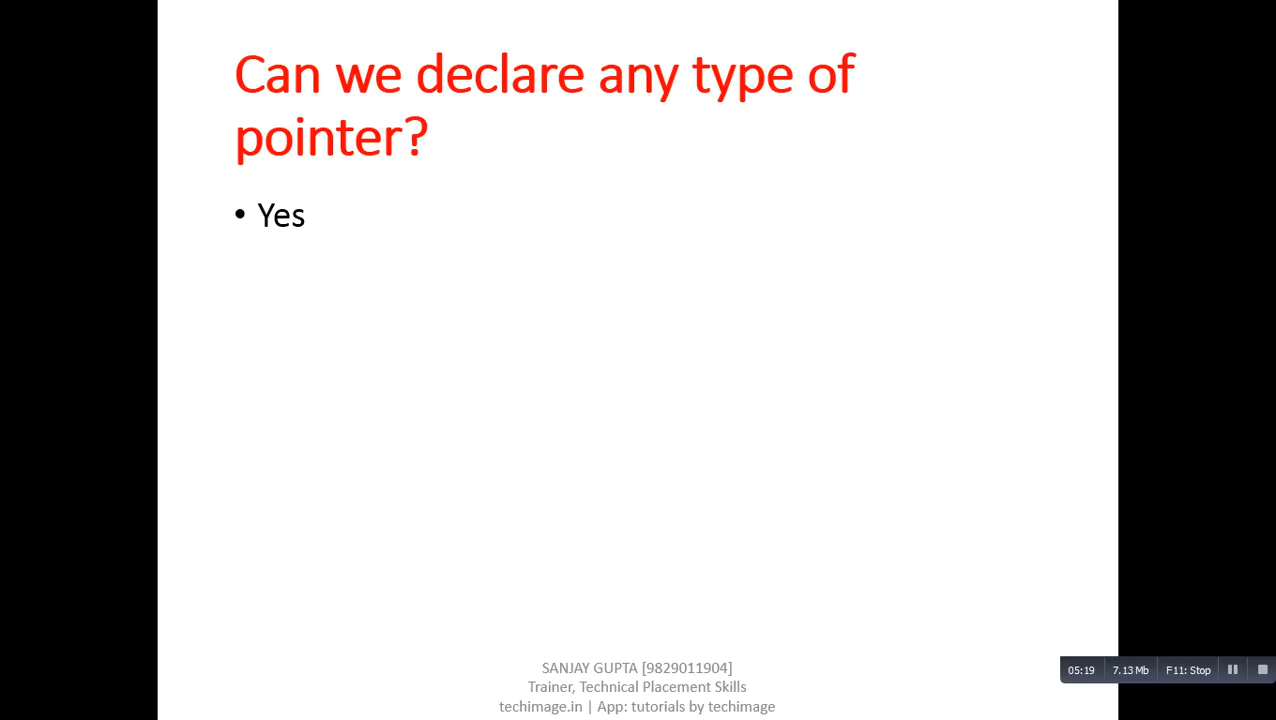 Can we declare any type of
pointer?
• Yes
SANJAY GUPTA [9829011904]
Trainer, Technical Placement Skills
techimage.in | App: tutorials by techimage
05:19 7.13 Mb F11: Stop